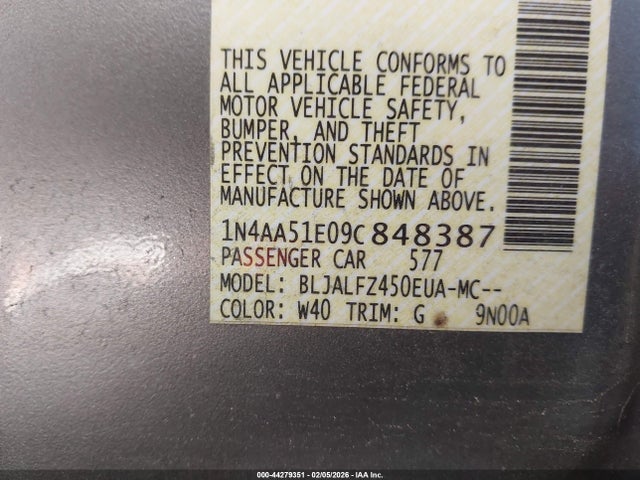 THIS VEHICLE CONFORMS TO
ALL APPLICABLE FEDERAL
MOTOR VEHICLE SAFETY,
BUMPER, AND THEFT
PREVENTION STANDARDS IN
EFFECT ON THE DATE OF
MANUFACTURE SHOWN ABOVE.
1N4AA51E09C848387
PASSENGER CAR 577
MODEL: BLJALFZ450EUA-MC--
COLOR: W40 TRIM: G 9N00A
000-44279351 | 02/05/2026 | IAA Inc.